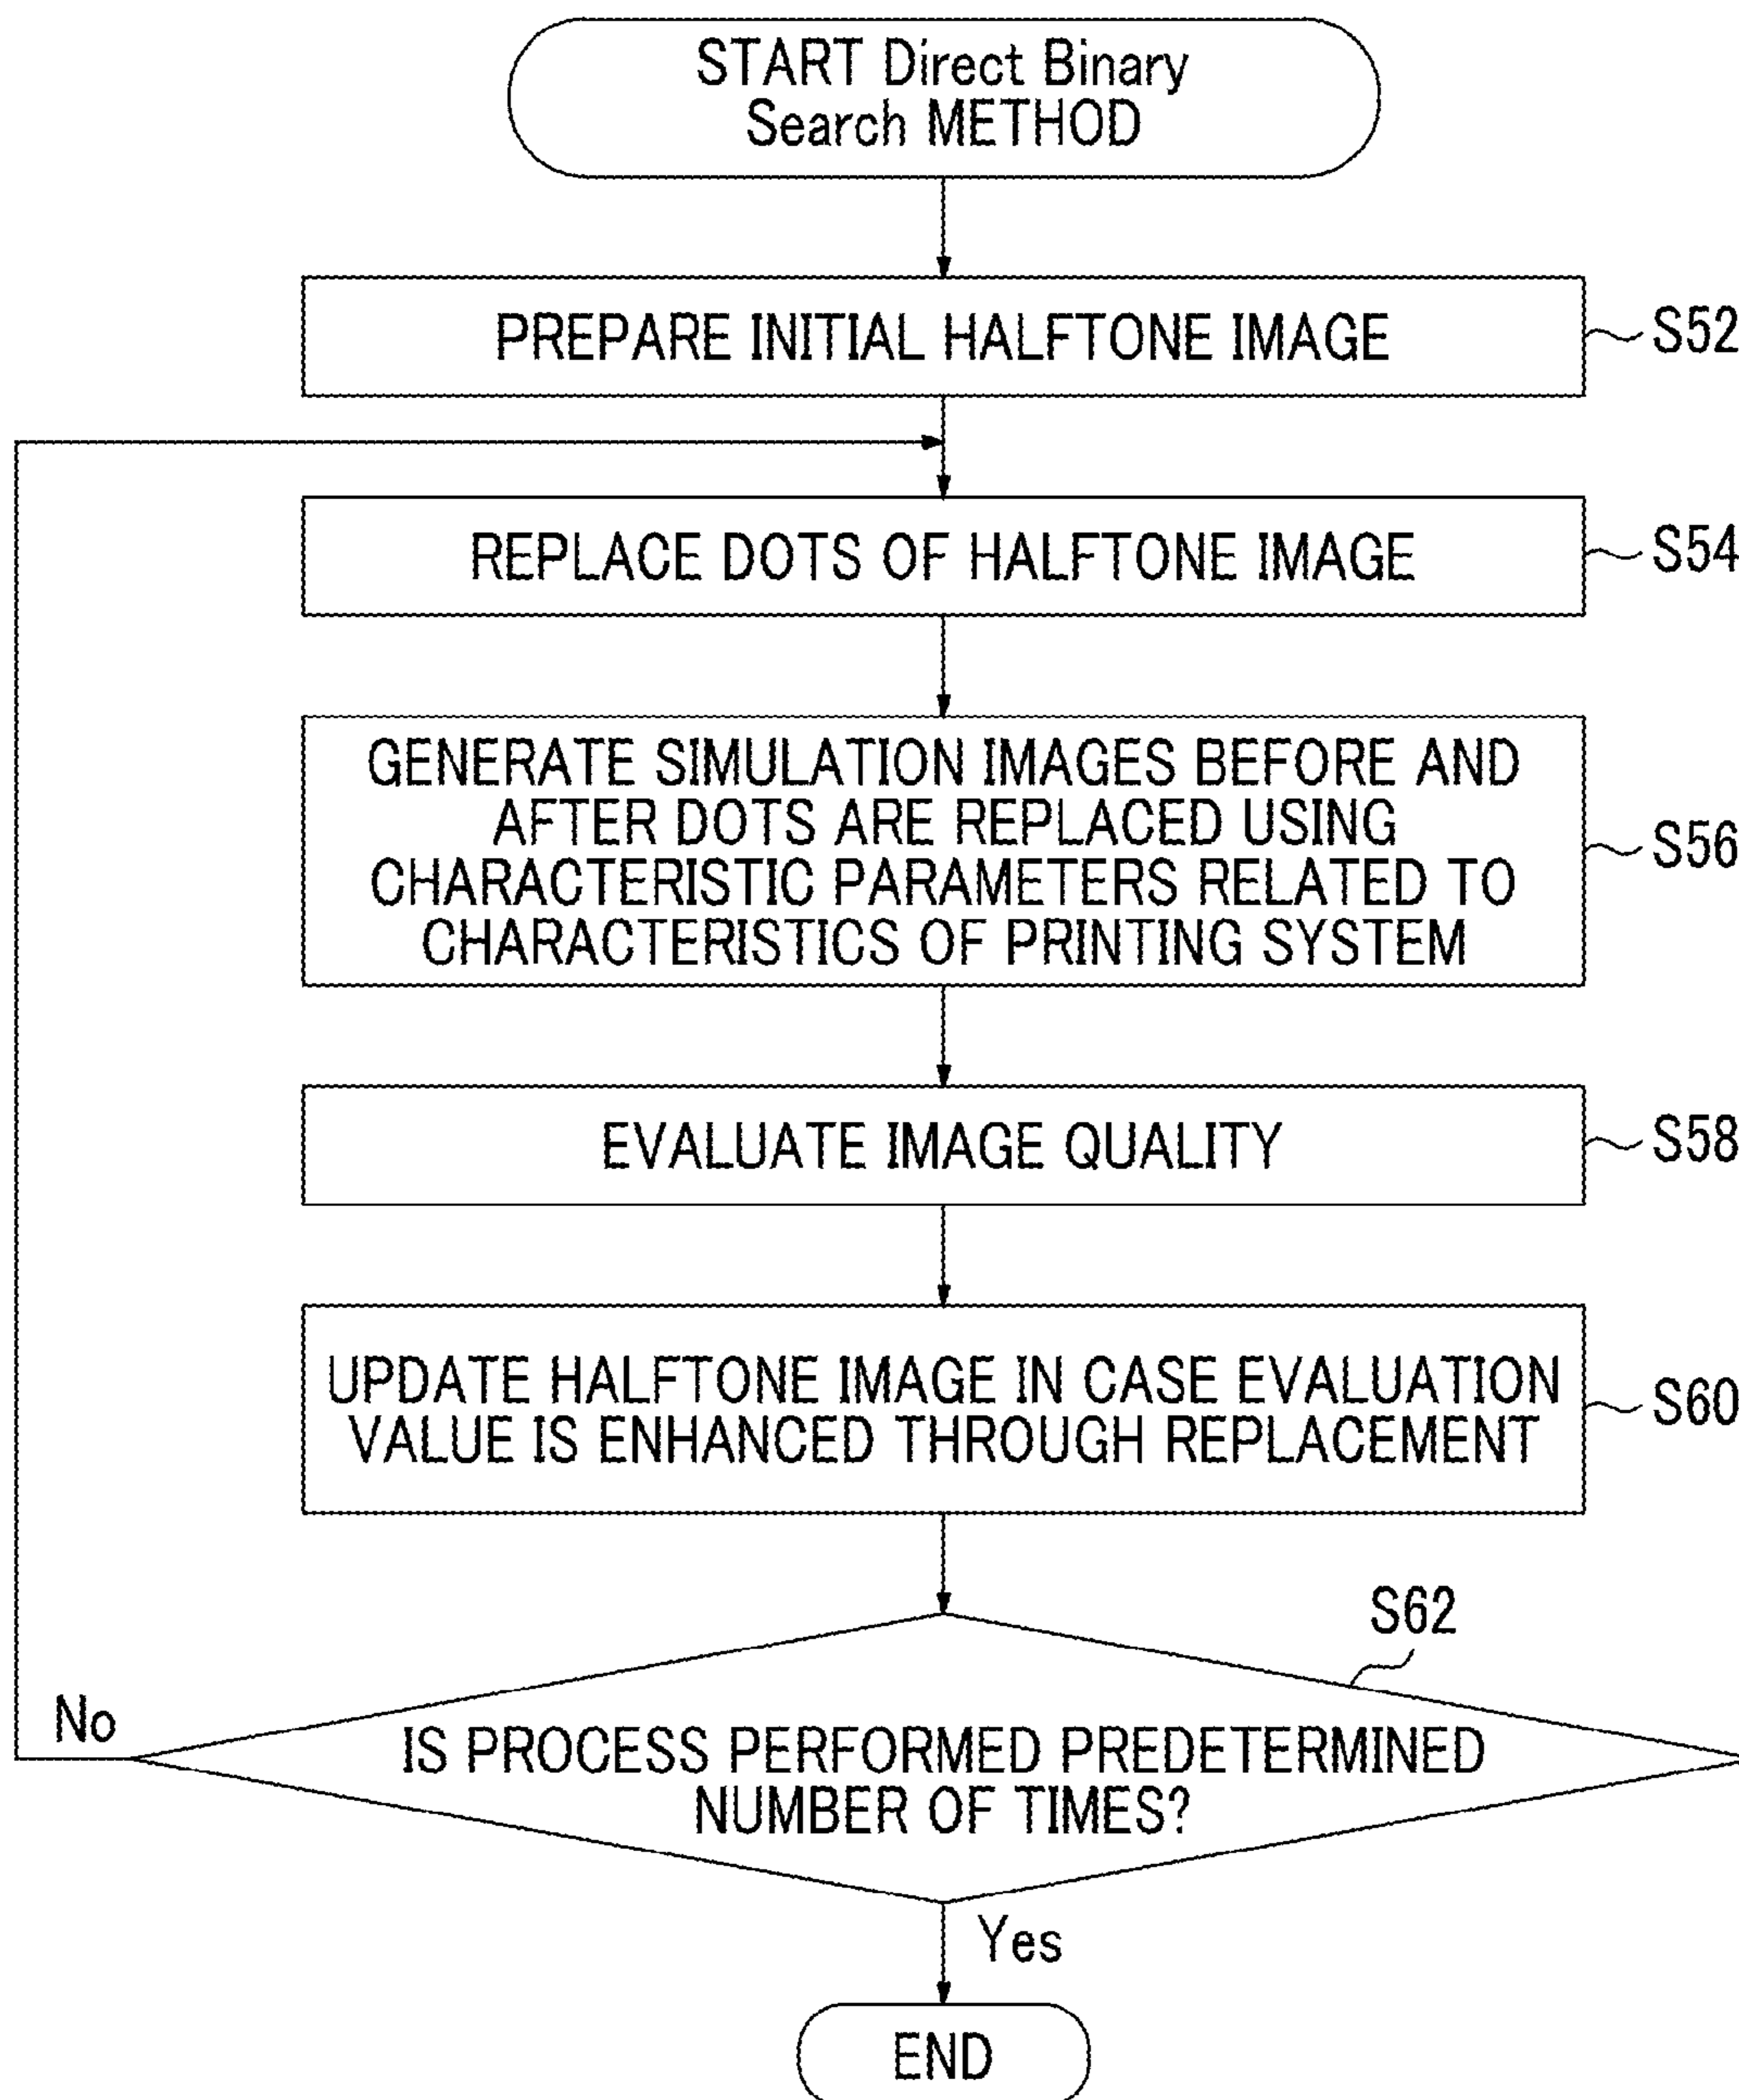 START Direct Binary
Search METHOD
PREPARE INITIAL HALFTONE IMAGE
S52
REPLACE DOTS OF HALFTONE IMAGE
S54
GENERATE SIMULATION IMAGES BEFORE AND
AFTER DOTS ARE REPLACED USING
CHARACTERISTIC PARAMETERS RELATED TO
CHARACTERISTICS OF PRINTING SYSTEM
S56
EVALUATE IMAGE QUALITY
S58
UPDATE HALFTONE IMAGE IN CASE EVALUATION
VALUE IS ENHANCED THROUGH REPLACEMENT
S60
S62
No
IS PROCESS PERFORMED PREDETERMINED
NUMBER OF TIMES?
Yes
END